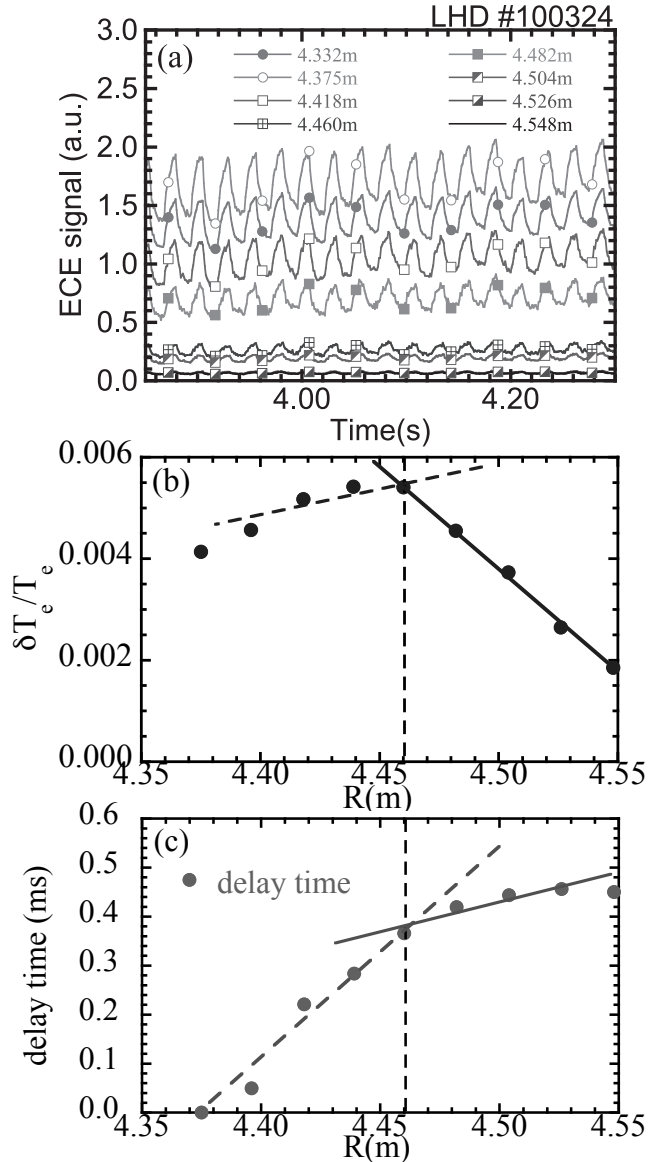 LHD #100324
(a)
4.332m
4.375m
4.418m
4.460m
4.482m
4.504m
4.526m
4.548m
ECE signal (a.u.)
3.0
2.5
2.0
1.5
1.0
0.5
0.0
4.00
4.20
Time(s)
(b)
δTe/Te
0.006
0.004
0.002
0.000
4.35
4.40
4.45
4.50
4.55
R(m)
(c)
delay time
delay time (ms)
0.6
0.5
0.4
0.3
0.2
0.1
0.0
4.35
4.40
4.45
4.50
4.55
R(m)